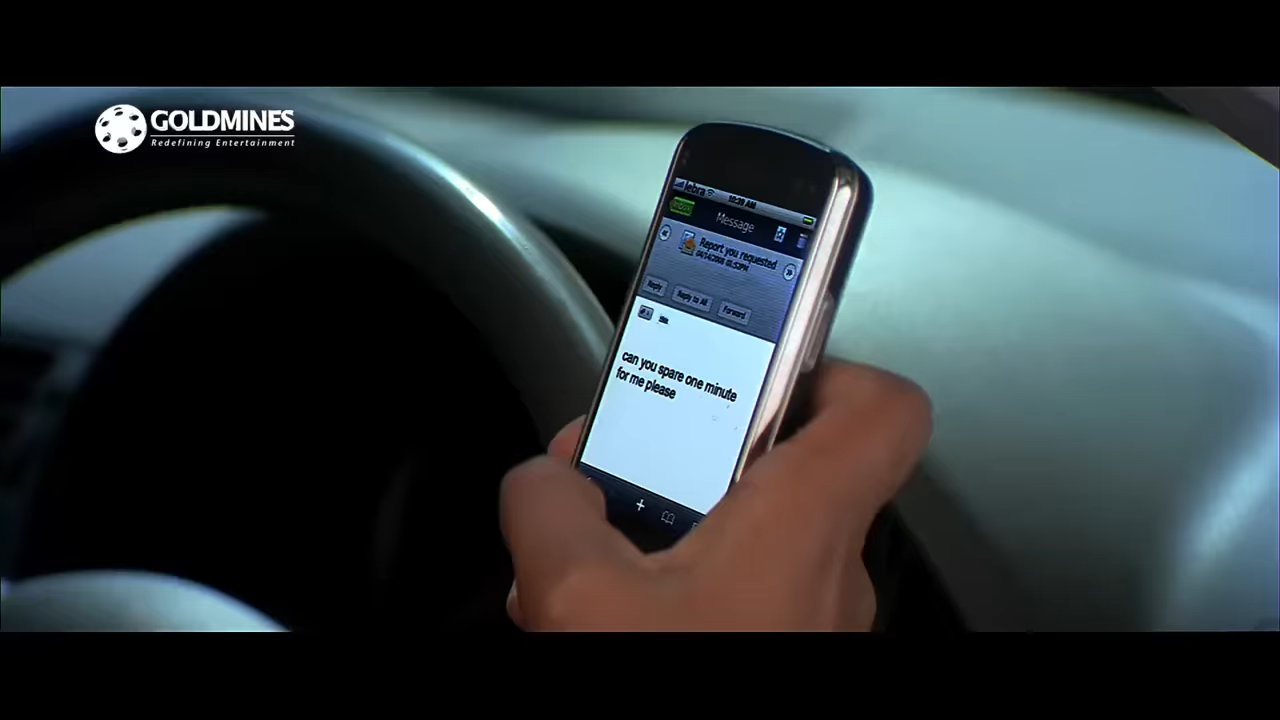 GOLDMINES
Redefining Entertainment
Message
Report you requested
Reply
Reply to All
Forward
can you spare one minute
for me please